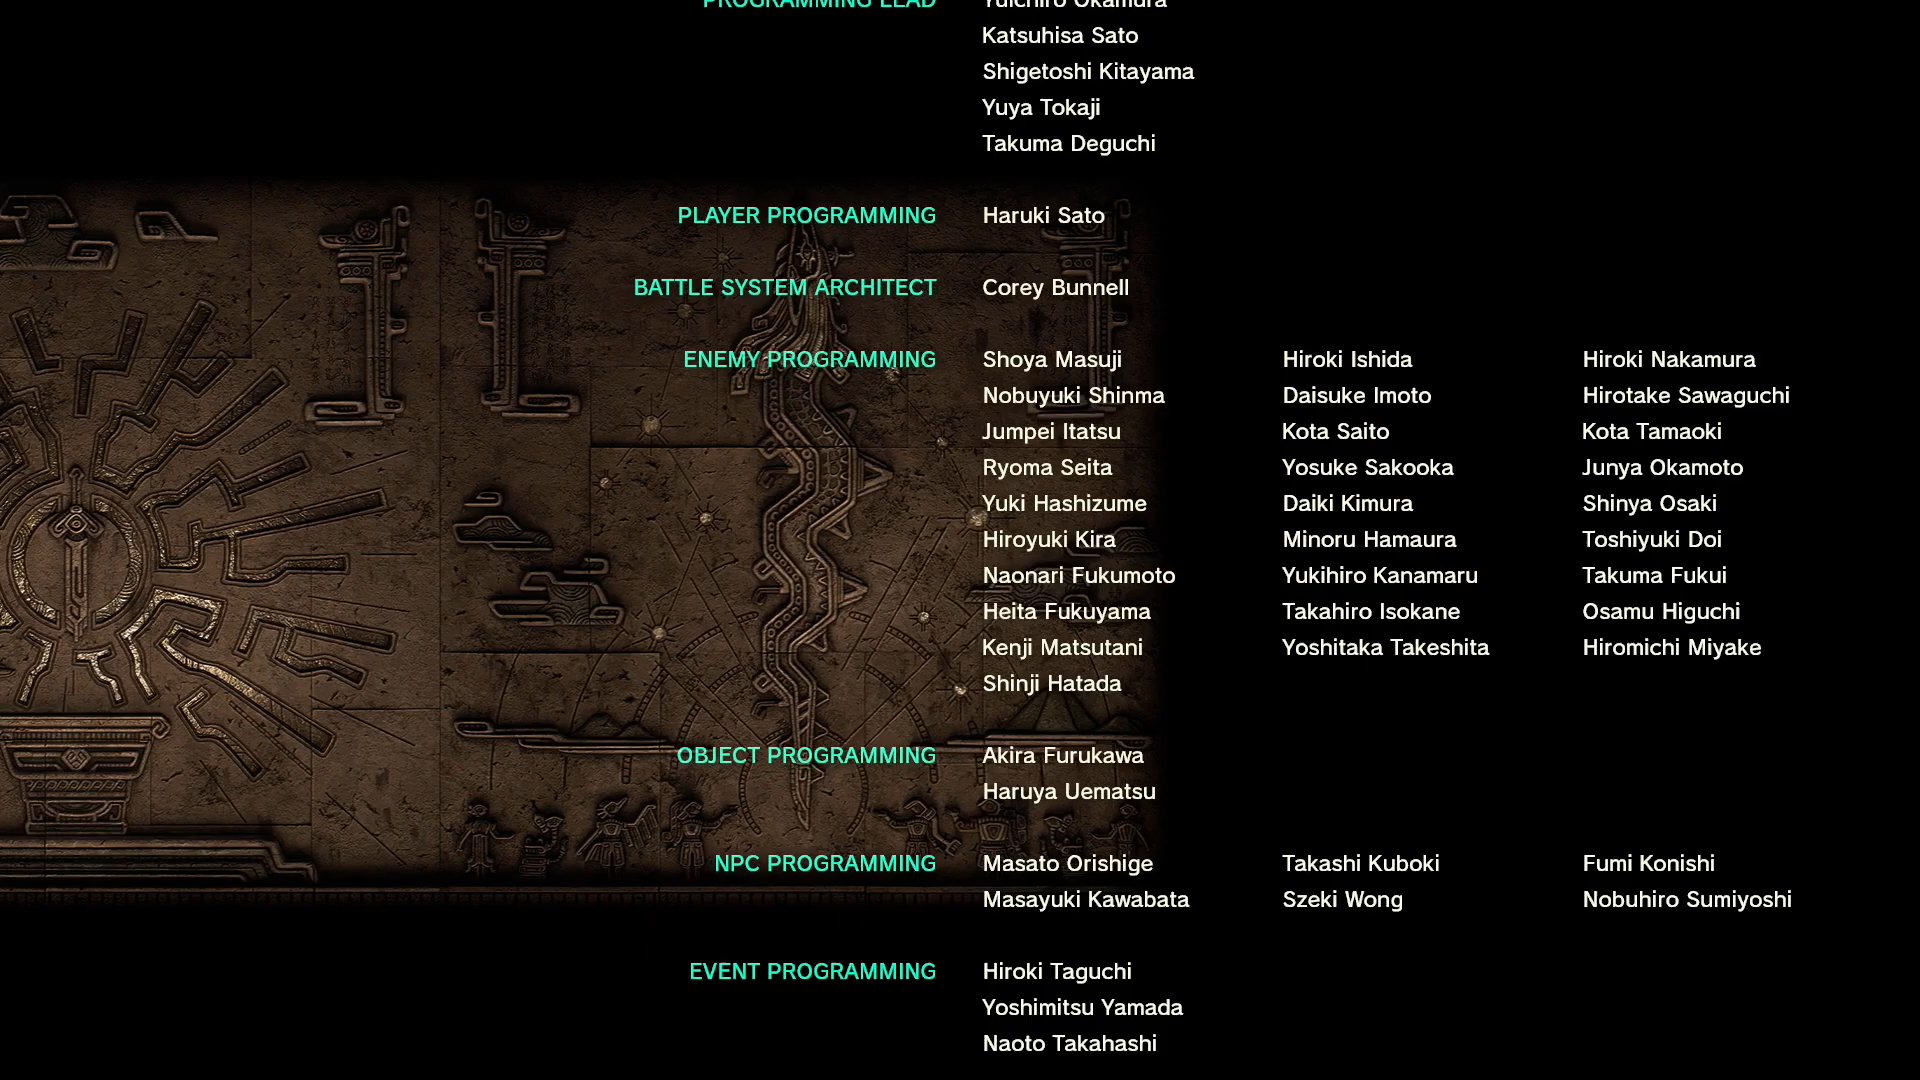 PROGRAMMING LEAD Yuichiro Okamura
Katsuhisa Sato
Shigetoshi Kitayama
Yuya Tokaji
Takuma Deguchi
PLAYER PROGRAMMING Haruki Sato
BATTLE SYSTEM ARCHITECT Corey Bunnell
ENEMY PROGRAMMING Shoya Masuji Hiroki Ishida Hiroki Nakamura
Nobuyuki Shinma Daisuke Imoto Hirotake Sawaguchi
Jumpei Itatsu Kota Saito Kota Tamaoki
Ryoma Seita Yosuke Sakooka Junya Okamoto
Yuki Hashizume Daiki Kimura Shinya Osaki
Hiroyuki Kira Minoru Hamaura Toshiyuki Doi
Naonari Fukumoto Yukihiro Kanamaru Takuma Fukui
Heita Fukuyama Takahiro Isokane Osamu Higuchi
Kenji Matsutani Yoshitaka Takeshita Hiromichi Miyake
Shinji Hatada
OBJECT PROGRAMMING Akira Furukawa
Haruya Uematsu
NPC PROGRAMMING Masato Orishige Takashi Kuboki Fumi Konishi
Masayuki Kawabata Szeki Wong Nobuhiro Sumiyoshi
EVENT PROGRAMMING Hiroki Taguchi
Yoshimitsu Yamada
Naoto Takahashi